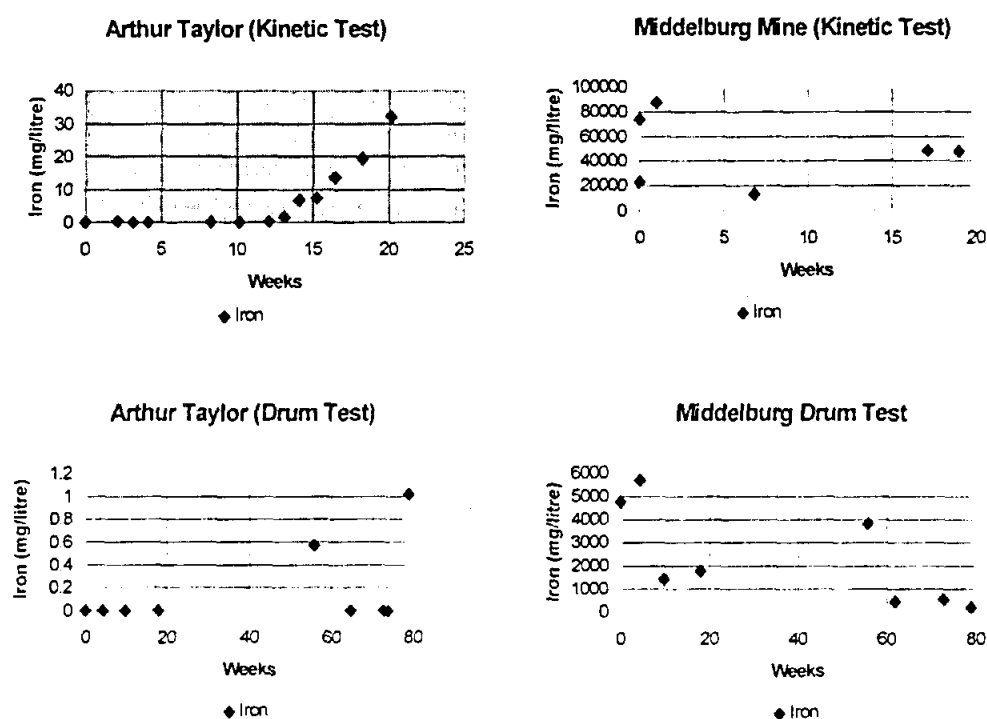 Arthur Taylor (Kinetic Test)
Iron (mg/litre)
40
30
20
10
0
0 5 10 15 20 25
Weeks
Iron
Middelburg Mine (Kinetic Test)
Iron (mg/litre)
100000
80000
60000
40000
20000
0
0 5 10 15 20
Weeks
Iron
Arthur Taylor (Drum Test)
Iron (mg/litre)
1.2
1
0.8
0.6
0.4
0.2
0
0 20 40 60 80
Weeks
Iron
Middelburg Drum Test
Iron (mg/litre)
6000
5000
4000
3000
2000
1000
0
0 20 40 60 80
Weeks
Iron